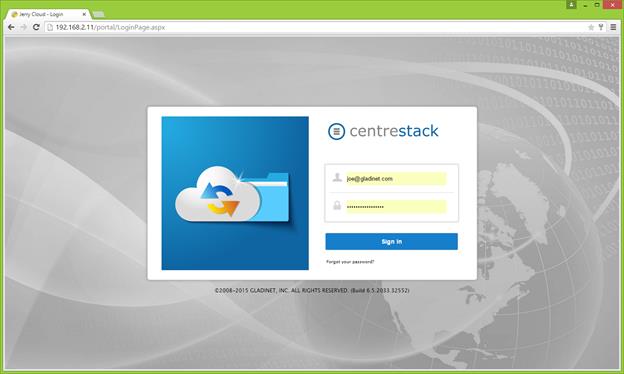 Jerry Cloud - Login
192.168.2.11/portal/LoginPage.aspx
centrestack
joe@gladinet.com
Sign in
Forgot your password?
©2008-2015 GLADINET, INC. ALL RIGHTS RESERVED. (Build 6.5.2033.32552)